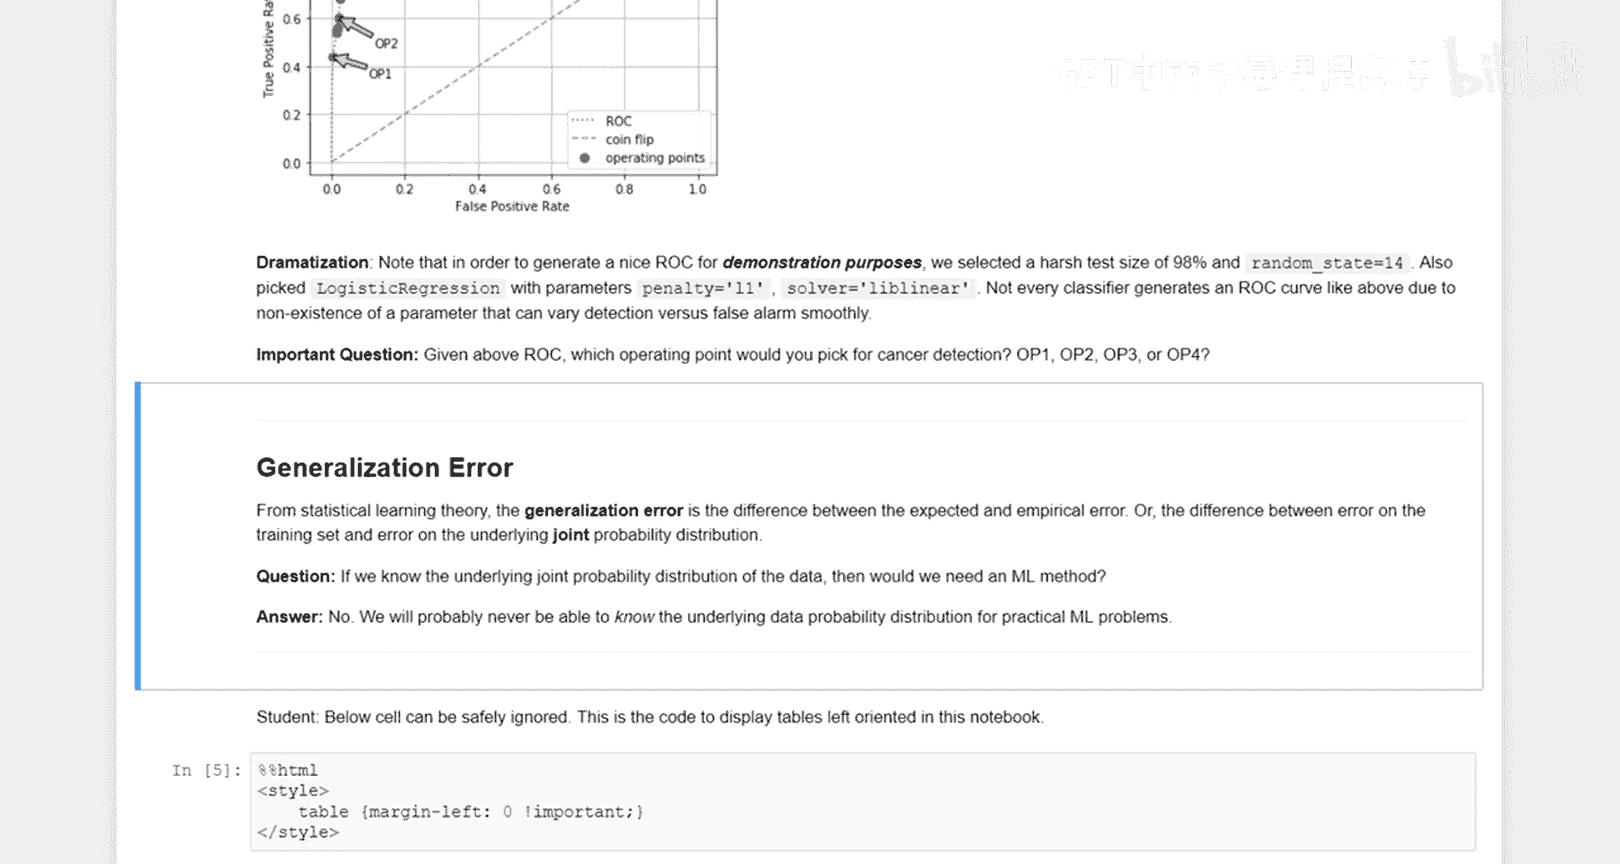 True Positive Ra
0.6
OP2
0.4
OP1
0.2
0.0
ROC
coin flip
operating points
0.0 0.2 0.4 0.6 0.8 1.0
False Positive Rate
Dramatization: Note that in order to generate a nice ROC for demonstration purposes, we selected a harsh test size of 98% and random_state=14 . Also
picked LogisticRegression with parameters penalty='l1' , solver='liblinear' . Not every classifier generates an ROC curve like above due to
non-existence of a parameter that can vary detection versus false alarm smoothly.
Important Question: Given above ROC, which operating point would you pick for cancer detection? OP1, OP2, OP3, or OP4?
Generalization Error
From statistical learning theory, the generalization error is the difference between the expected and empirical error. Or, the difference between error on the
training set and error on the underlying joint probability distribution.
Question: If we know the underlying joint probability distribution of the data, then would we need an ML method?
Answer: No. We will probably never be able to know the underlying data probability distribution for practical ML problems.
Student: Below cell can be safely ignored. This is the code to display tables left oriented in this notebook.
In [5]: %%html
<style>
table {margin-left: 0 !important;}
</style>